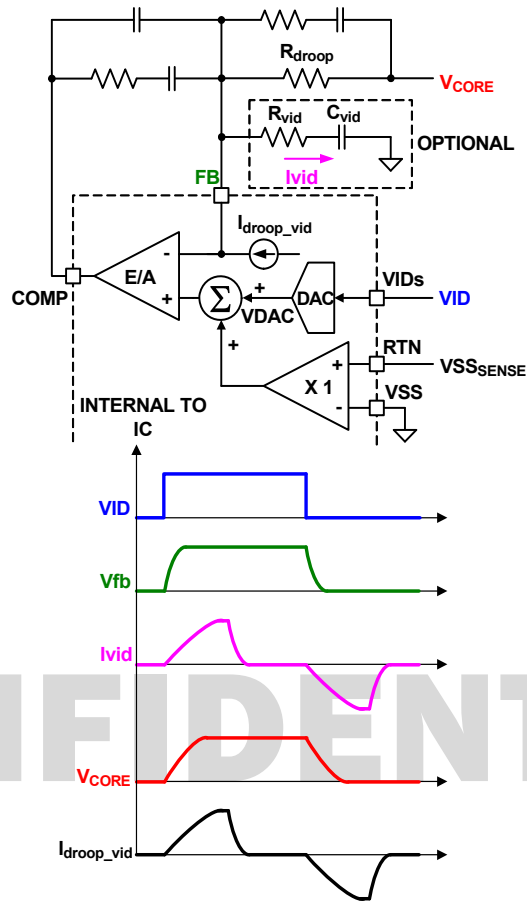 Rdroop
VCORE
Rvid
Cvid
OPTIONAL
Ivid
FB
Idroop_vid
-
E/A
+
COMP
Σ
+
VDAC
DAC
VIDs
VID
+
RTN
+
VSSSENSE
X 1
VSS
-
INTERNAL TO
IC
VID
Vfb
Ivid
VCORE
Idroop_vid